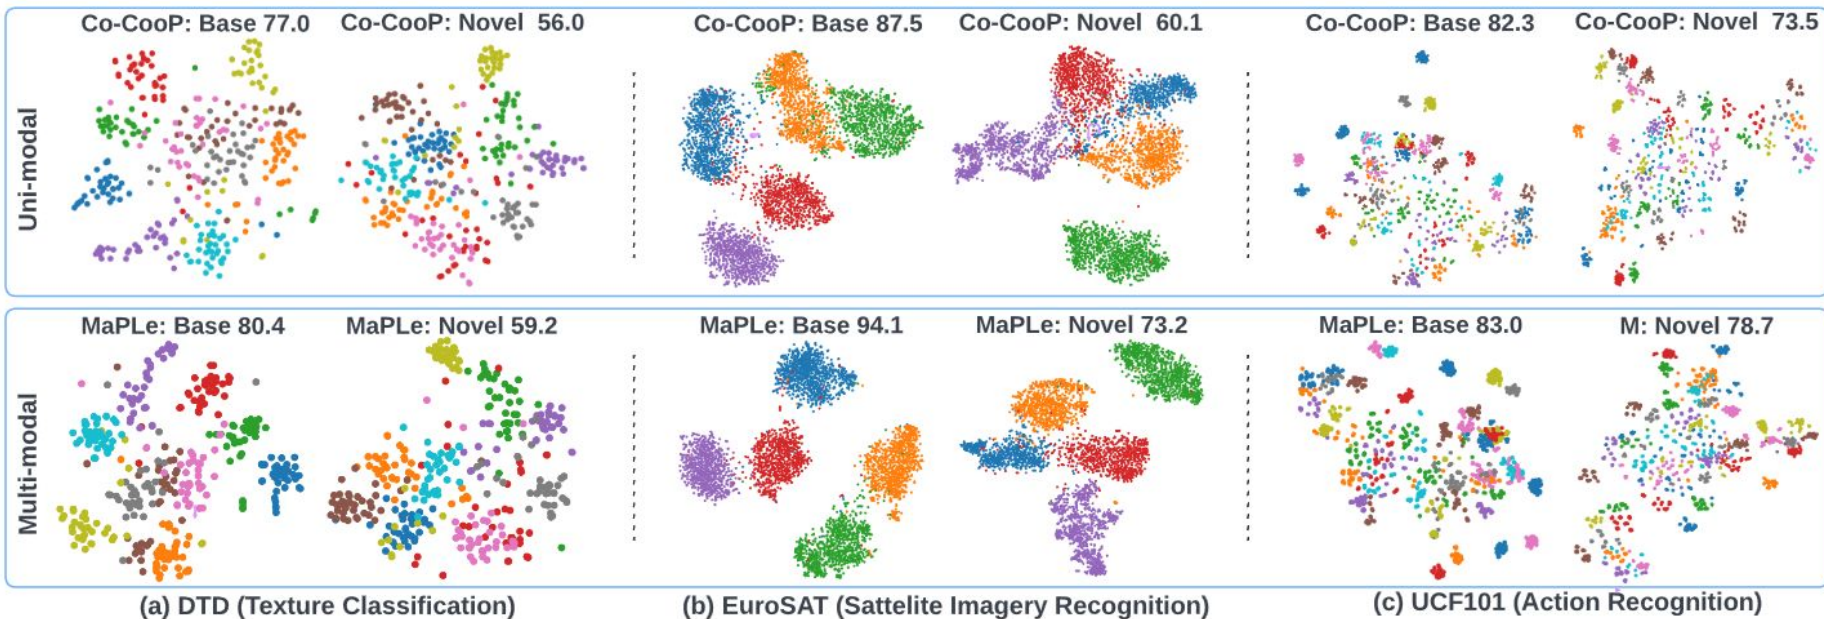 Co-CooP: Base 77.0
Co-CooP: Novel 56.0
Co-CooP: Base 87.5
Co-CooP: Novel 60.1
Co-CooP: Base 82.3
Co-CooP: Novel 73.5
Uni-modal
MaPLe: Base 80.4
MaPLe: Novel 59.2
MaPLe: Base 94.1
MaPLe: Novel 73.2
MaPLe: Base 83.0
M: Novel 78.7
Multi-modal
(a) DTD (Texture Classification)
(b) EuroSAT (Sattelite Imagery Recognition)
(c) UCF101 (Action Recognition)